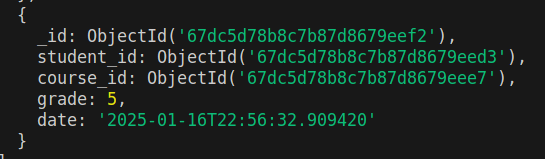 {
_id: ObjectId('67dc5d78b8c7b87d8679eef2'),
student_id: ObjectId('67dc5d78b8c7b87d8679eed3'),
course_id: ObjectId('67dc5d78b8c7b87d8679eee7'),
grade: 5,
date: '2025-01-16T22:56:32.909420'
}